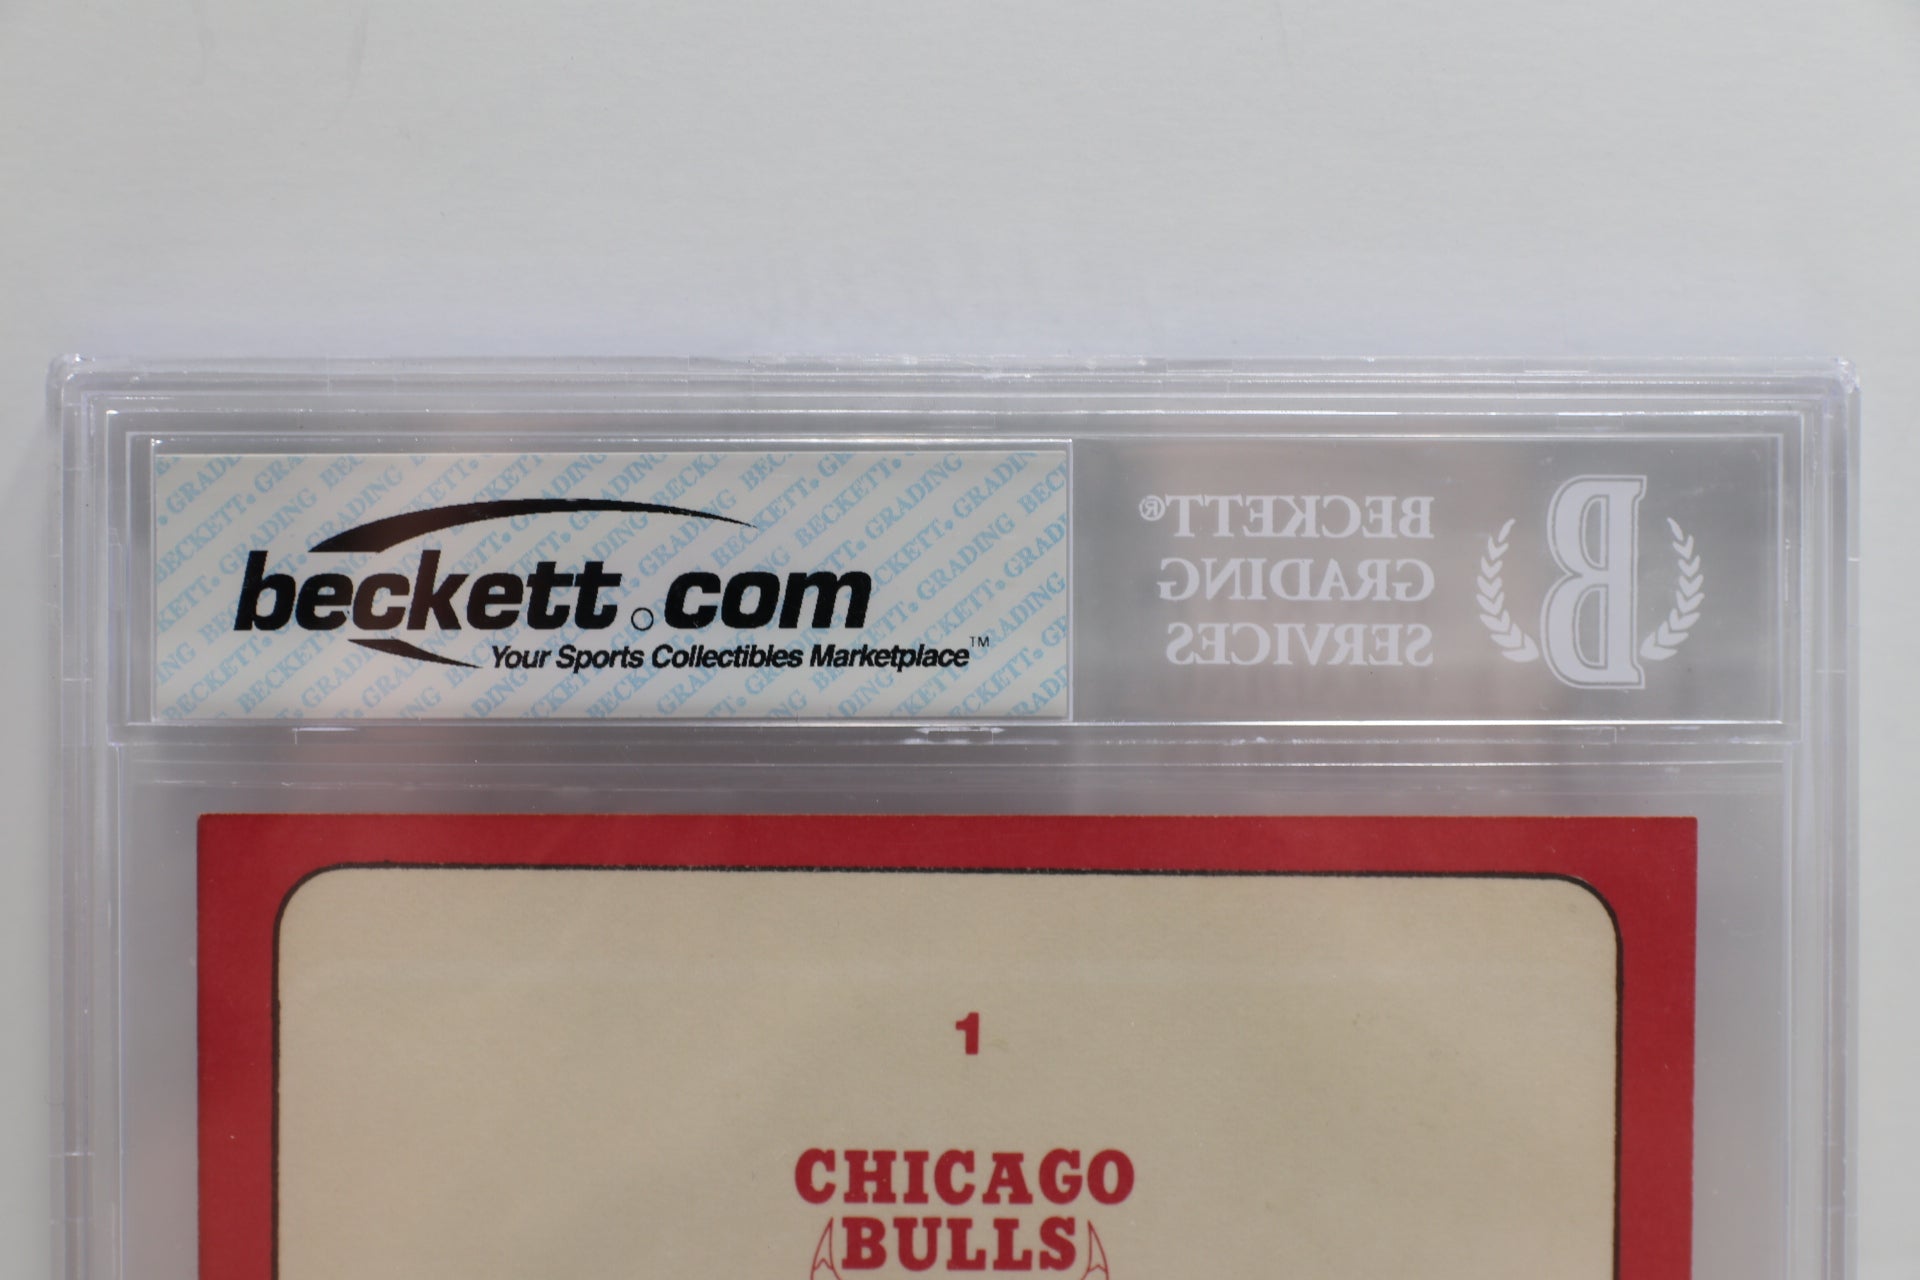 beckett.com
Your Sports Collectibles Marketplace™
BECKETT®
GRADING
SERVICES
B
1
CHICAGO
BULLS